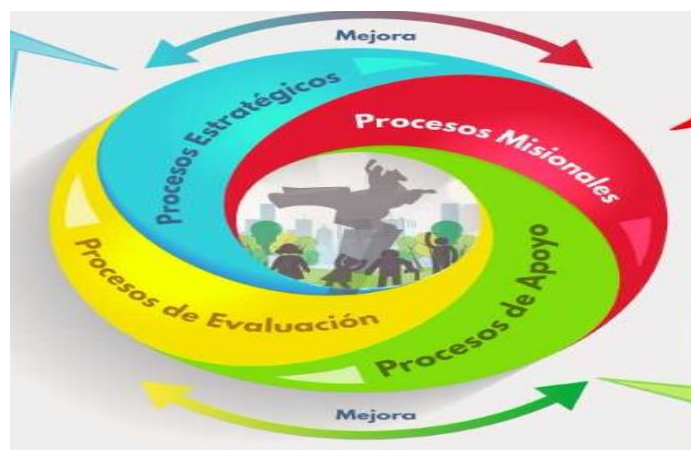 Mejora
Procesos Estratégicos
Procesos Misionales
Procesos de Evaluación
Procesos de Apoyo
Mejora